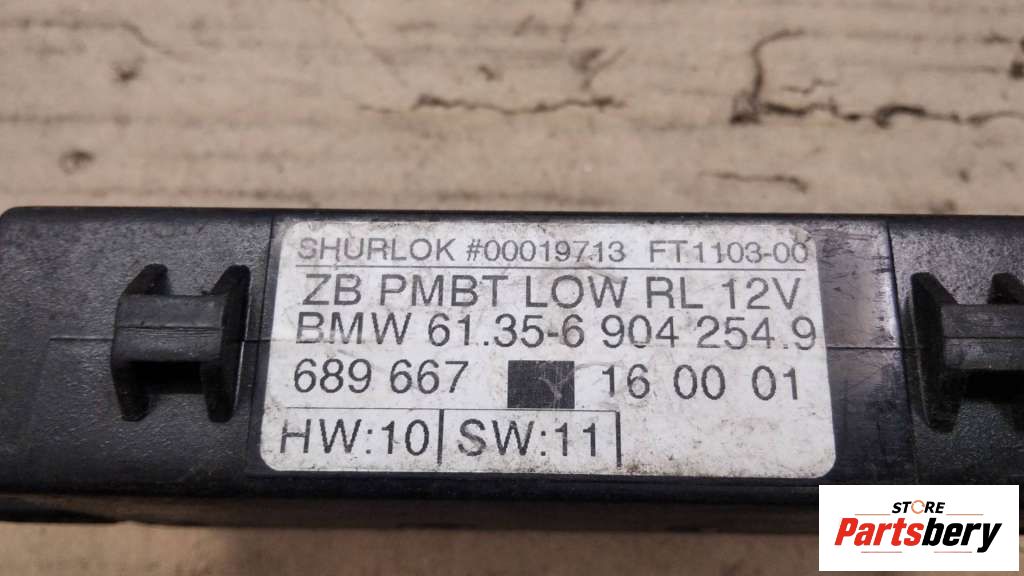 SHURLOK #00019713 FT1103-00
ZB PMBT LOW RL 12V
BMW 61.35-6 904 254.9
689 667 16 00 01
HW:10 SW:11
STORE
Partsbery